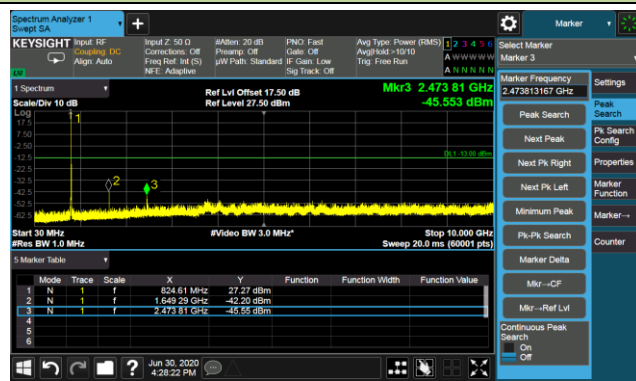 Spectrum Analyzer 1
Swept SA
Marker
KEYSIGHT
Input: RF
Coupling: DC
Align: Auto
Input Z: 50 Ω
Corrections: Off
Freq Ref: Int (S)
NFE: Adaptive
#Atten: 20 dB
Preamp: Off
µW Path: Standard
PNO: Fast
Gate: Off
IF Gain: Low
Sig Track: Off
Avg Type: Power (RMS)
Avg|Hold:>10/10
Trig: Free Run
1 2 3 4 5 6
A W W W W W
A N N N N N
Select Marker
Marker 3
LXI
1 Spectrum
Scale/Div 10 dB
Ref Lvl Offset 17.50 dB
Ref Level 27.50 dBm
Mkr3 2.473 81 GHz
-45.553 dBm
Marker Frequency
2.473813167 GHz
Settings
Log
17.5
7.50
-2.50
-12.5
-22.5
-32.5
-42.5
-52.5
-62.5
1
2
3
DL1 -13.00 dBm
Peak Search
Next Peak
Next Pk Right
Next Pk Left
Minimum Peak
Pk-Pk Search
Marker Delta
Mkr→CF
Mkr→Ref Lvl
Continuous Peak
Search
On
Off
Peak
Search
Pk Search
Config
Properties
Marker
Function
Marker→
Counter
Start 30 MHz
#Res BW 1.0 MHz
#Video BW 3.0 MHz*
Stop 10.000 GHz
Sweep 20.0 ms (60001 pts)
5 Marker Table
Mode Trace Scale X Y Function Function Width Function Value
1 N 1 f 824.61 MHz 27.27 dBm
2 N 1 f 1.649 29 GHz -42.20 dBm
3 N 1 f 2.473 81 GHz -45.55 dBm
4
5
6
?
Jun 30, 2020
4:28:22 PM